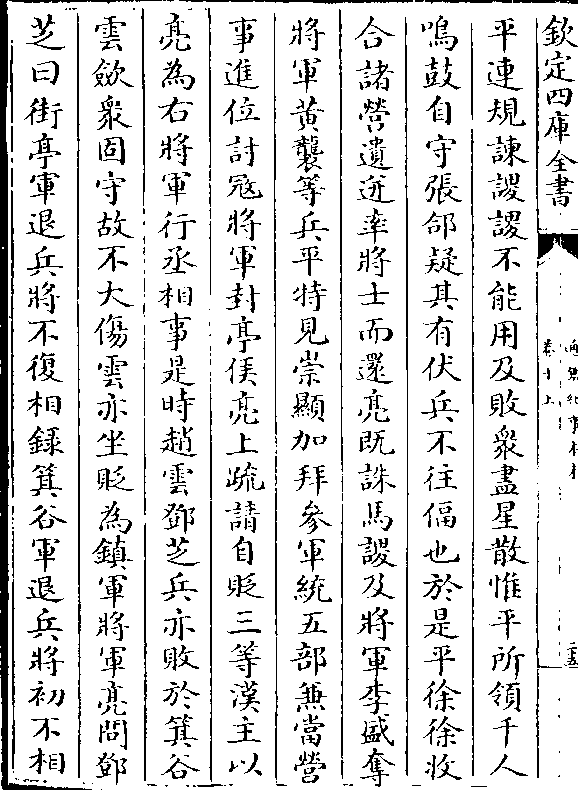 欽定四庫全書
卷十上
平連規諫謖謖不能用及敗衆盡星散惟平所領千人
鳴鼓自守張郃疑其有伏兵不往偪也於是平徐徐收
合諸營遺迸率將士而還亮既誅馬謖及將軍李盛奪
將軍黄襲等兵平特見崇顯加拜參軍統五部兼當營
事進位討冦將軍封亭侯亮上疏請自貶三等漢主以
亮為右將軍行丞相事是時趙雲鄧芝兵亦敗於箕谷
雲歛衆固守故不大傷雲亦坐貶為鎮軍將軍亮問鄧
芝曰街亭軍退兵將不復相録箕谷軍退兵將初不相